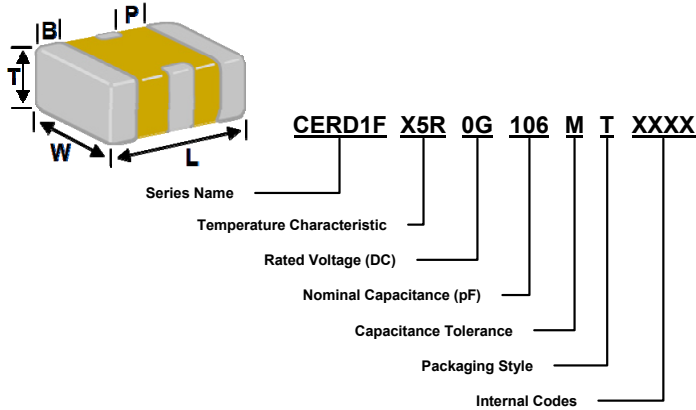 B
P
T
W
L
CERD1F X5R 0G 106 M T XXXX
Series Name
Temperature Characteristic
Rated Voltage (DC)
Nominal Capacitance (pF)
Capacitance Tolerance
Packaging Style
Internal Codes